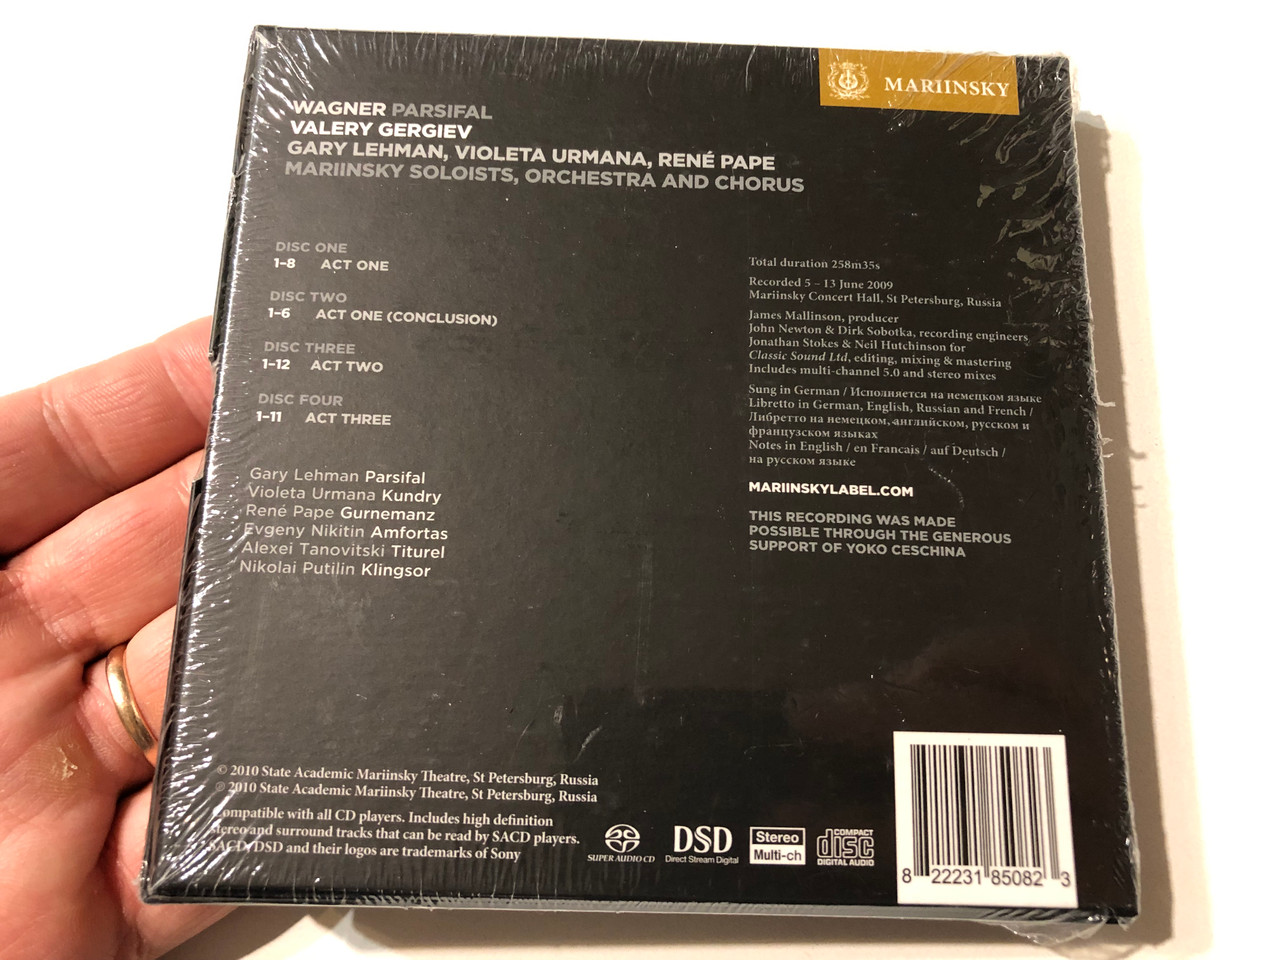 MARIINSKY
WAGNER PARSIFAL
VALERY GERGIEV
GARY LEHMAN, VIOLETA URMANA, RENÉ PAPE
MARIINSKY SOLOISTS, ORCHESTRA AND CHORUS
DISC ONE
1–8 ACT ONE
DISC TWO
1–6 ACT ONE (CONCLUSION)
DISC THREE
1–12 ACT TWO
DISC FOUR
1–11 ACT THREE
Gary Lehman Parsifal
Violeta Urmana Kundry
René Pape Gurnemanz
Evgeny Nikitin Amfortas
Alexei Tanovitski Titurel
Nikolai Putilin Klingsor
Total duration 258m35s
Recorded 5 – 13 June 2009
Mariinsky Concert Hall, St Petersburg, Russia
James Mallinson, producer
John Newton & Dirk Sobotka, recording engineers
Jonathan Stokes & Neil Hutchinson for
Classic Sound Ltd, editing, mixing & mastering
Includes multi-channel 5.0 and stereo mixes
Sung in German / Исполняется на немецком языке
Libretto in German, English, Russian and French /
Либретто на немецком, английском, русском и
французском языках
Notes in English / en Francais / auf Deutsch /
на русском языке
MARIINSKYLABEL.COM
THIS RECORDING WAS MADE
POSSIBLE THROUGH THE GENEROUS
SUPPORT OF YOKO CESCHINA
© 2010 State Academic Mariinsky Theatre, St Petersburg, Russia
℗ 2010 State Academic Mariinsky Theatre, St Petersburg, Russia
Compatible with all CD players. Includes high definition
stereo and surround tracks that can be read by SACD players.
SACD, DSD and their logos are trademarks of Sony
SUPER AUDIO CD
DSD
Direct Stream Digital
Stereo
Multi-ch
COMPACT
disc
DIGITAL AUDIO
8 22231 85082 3